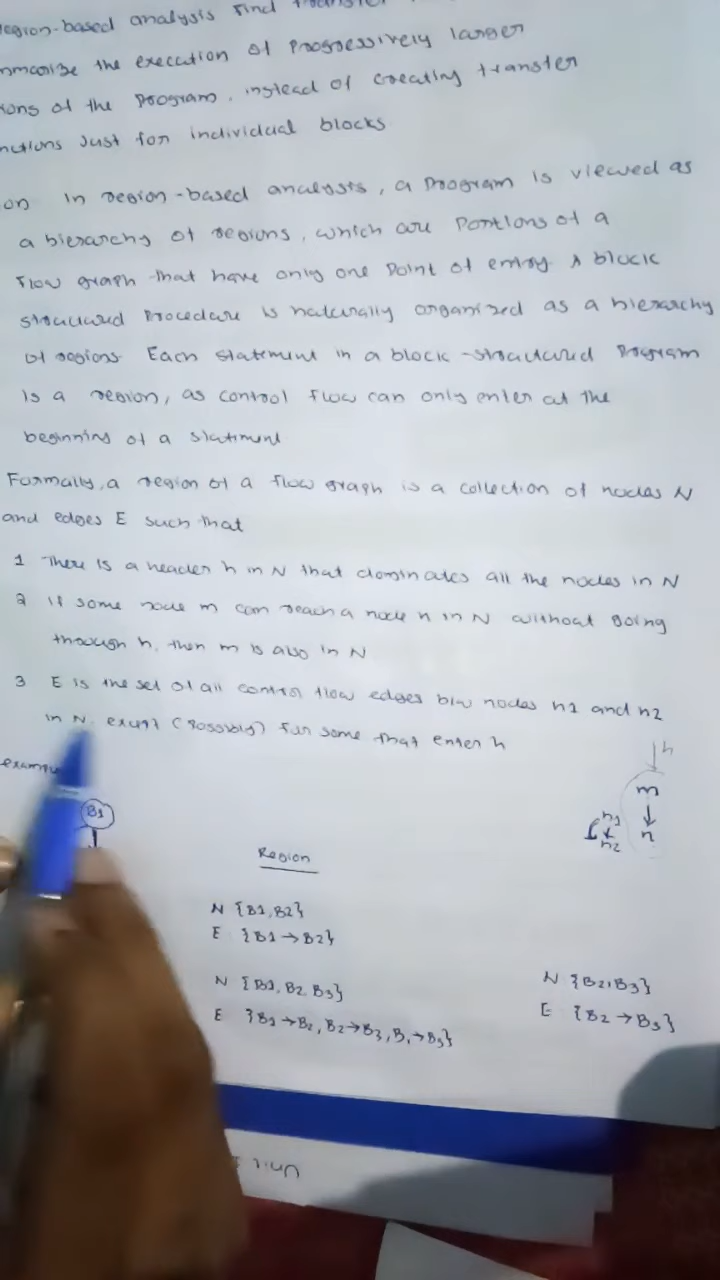 region-based analysis find transfer
mmarize the execution of Progressively larger
ions of the Program, instead of creating transfer
nctions Just for individual blocks
on In region-based analysis, a Program is viewed as
a hierarchy of regions, which are Portions of a
Flow graph that have only one Point of entry. A block
structured Procedure is naturally organized as a hierarchy
of regions. Each statement in a block-structured Program
is a region, as control flow can only enter at the
beginning of a statement
Formally, a region of a flow graph is a collection of nodes N
and edges E such that
1 There is a header h in N that dominates all the nodes in N
2 If some node m can reach a node n in N without going
through h, then m is also in N
3 E is the set of all control flow edges b/w nodes n1 and n2
in N, except (Possibly) for some that enter h
h
example
m
n
n1
n2
B1
Region
N {B1, B2}
E {B1→B2}
N {B1, B2, B3}
E {B1→B2, B2→B3, B1→B3}
N {B2, B3}
E {B2→B3}
Unit